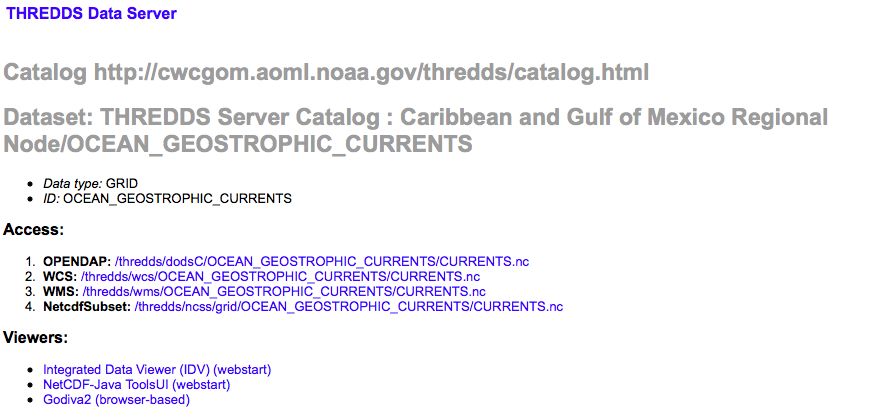 THREDDS Data Server
Catalog http://cwcgom.aoml.noaa.gov/thredds/catalog.html
Dataset: THREDDS Server Catalog : Caribbean and Gulf of Mexico Regional
Node/OCEAN_GEOSTROPHIC_CURRENTS
• Data type: GRID
• ID: OCEAN_GEOSTROPHIC_CURRENTS
Access:
1. OPENDAP: /thredds/dodsC/OCEAN_GEOSTROPHIC_CURRENTS/CURRENTS.nc
2. WCS: /thredds/wcs/OCEAN_GEOSTROPHIC_CURRENTS/CURRENTS.nc
3. WMS: /thredds/wms/OCEAN_GEOSTROPHIC_CURRENTS/CURRENTS.nc
4. NetcdfSubset: /thredds/ncss/grid/OCEAN_GEOSTROPHIC_CURRENTS/CURRENTS.nc
Viewers:
• Integrated Data Viewer (IDV) (webstart)
• NetCDF-Java ToolsUI (webstart)
• Godiva2 (browser-based)